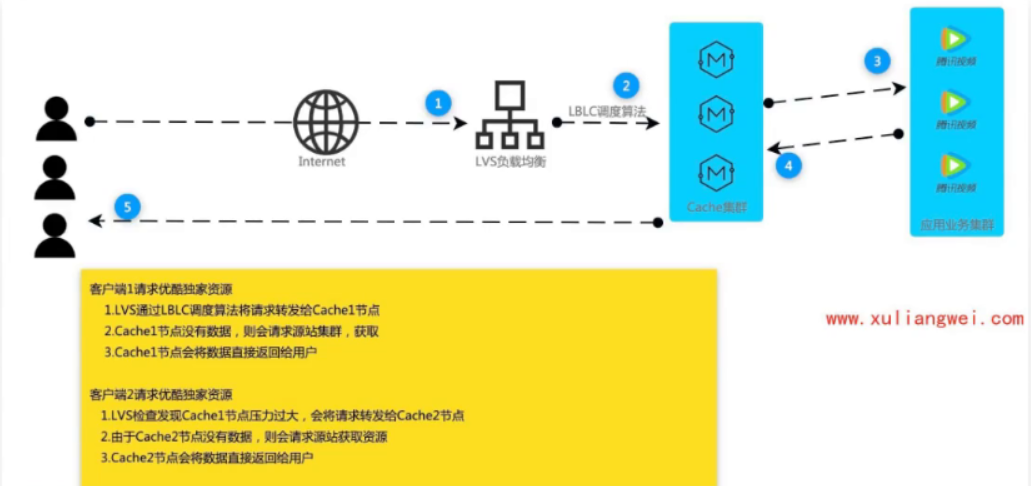 1
2
3
4
5
Internet
LVS负载均衡
LBLC调度算法
M
M
M
Cache集群
腾讯视频
腾讯视频
腾讯视频
应用业务集群
客户端1请求优酷独家资源
1.LVS通过LBLC调度算法将请求转发给Cache1节点
2.Cache1节点没有数据，则会请求源站集群，获取
3.Cache1节点会将数据直接返回给用户
客户端2请求优酷独家资源
1.LVS检查发现Cache1节点压力过大，会将请求转发给Cache2节点
2.由于Cache2节点没有数据，则会请求源站获取资源
3.Cache2节点会将数据直接返回给用户
www.xuliangwei.com